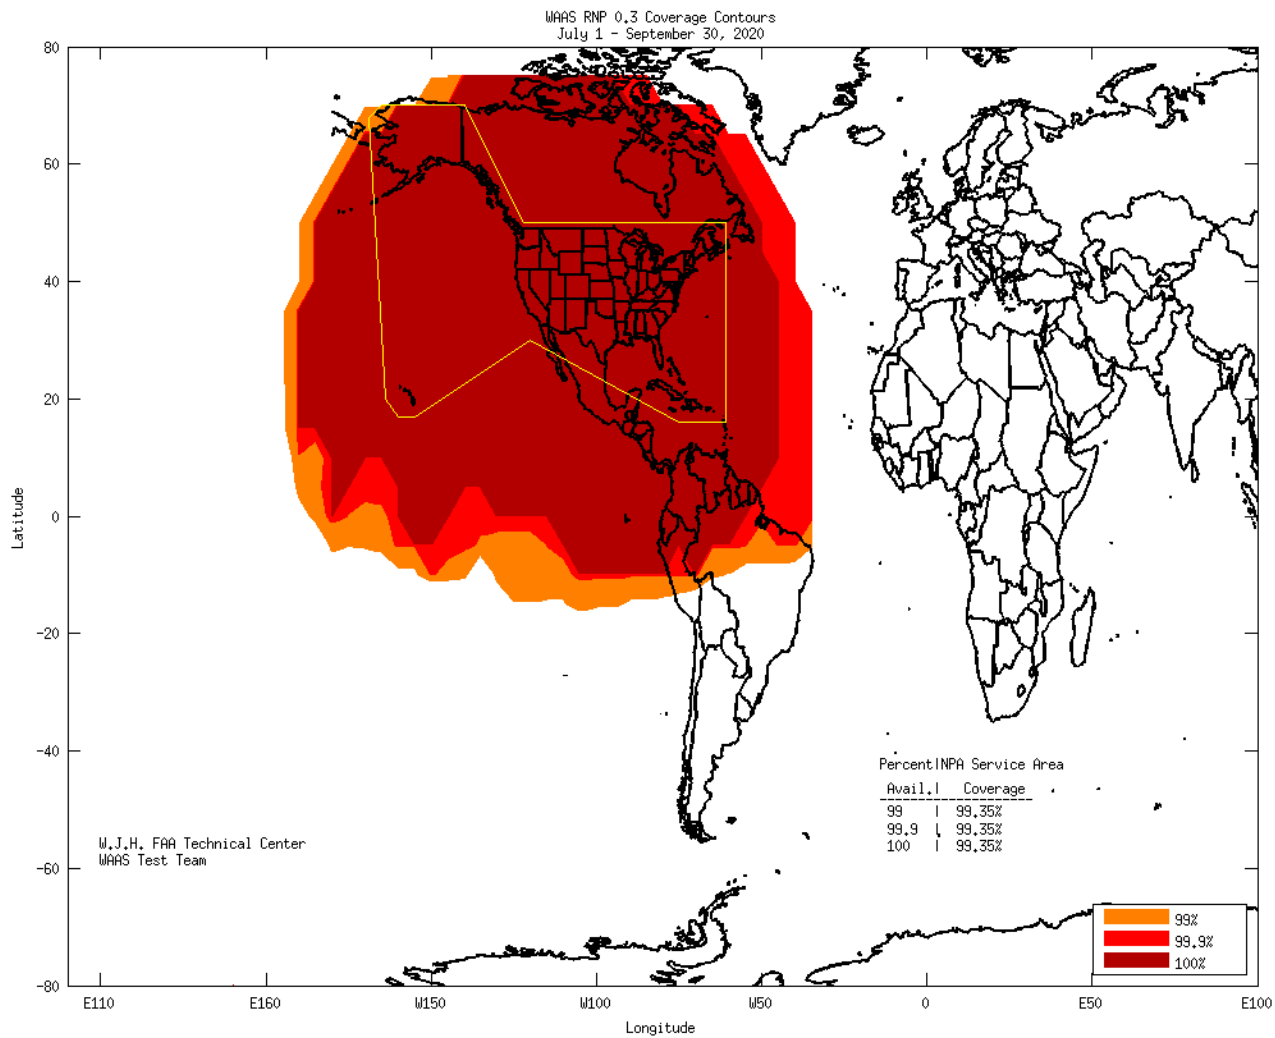 WAAS RNP 0.3 Coverage Contours
July 1 - September 30, 2020
80
60
40
20
0
-20
-40
-60
-80
Latitude
E110
E160
W150
W100
W50
0
E50
E100
Longitude
Percent|NPA Service Area
Avail.| Coverage
99 | 99.35%
99.9 | 99.35%
100 | 99.35%
W.J.H. FAA Technical Center
WAAS Test Team
99%
99.9%
100%